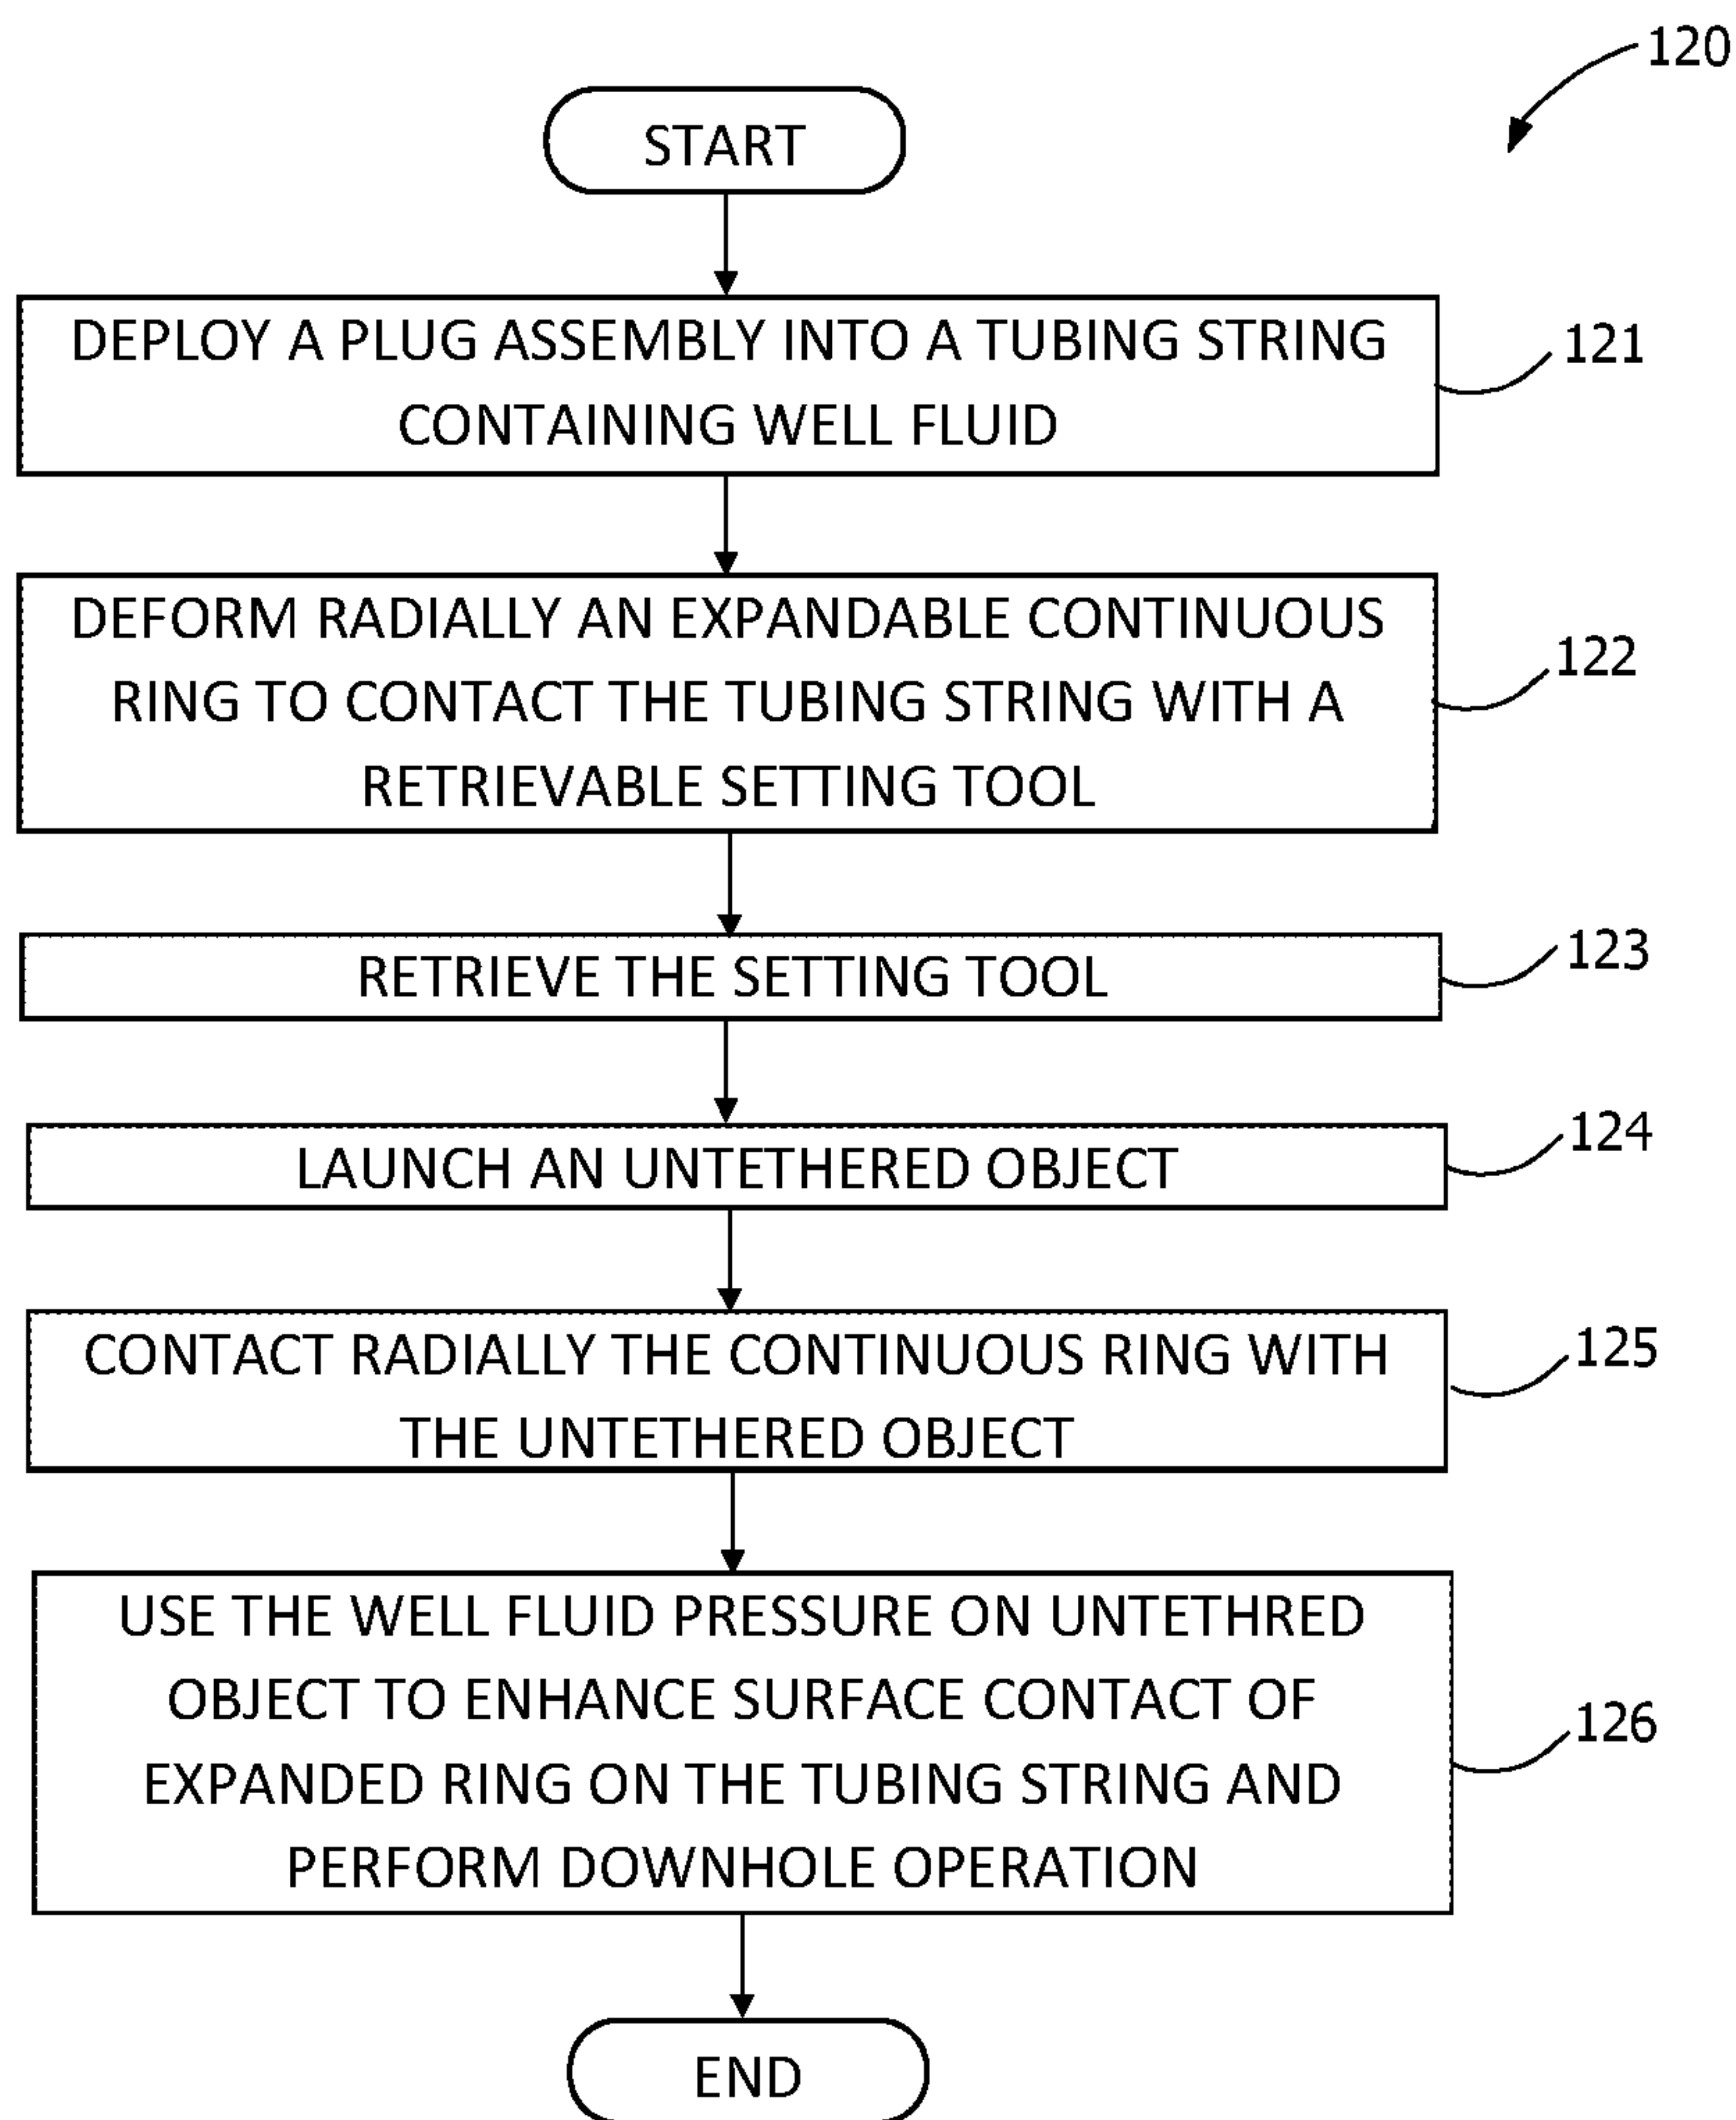 120
START
DEPLOY A PLUG ASSEMBLY INTO A TUBING STRING
CONTAINING WELL FLUID
121
DEFORM RADIALLY AN EXPANDABLE CONTINUOUS
RING TO CONTACT THE TUBING STRING WITH A
RETRIEVABLE SETTING TOOL
122
RETRIEVE THE SETTING TOOL
123
LAUNCH AN UNTETHERED OBJECT
124
CONTACT RADIALLY THE CONTINUOUS RING WITH
THE UNTETHERED OBJECT
125
USE THE WELL FLUID PRESSURE ON UNTETHRED
OBJECT TO ENHANCE SURFACE CONTACT OF
EXPANDED RING ON THE TUBING STRING AND
PERFORM DOWNHOLE OPERATION
126
END